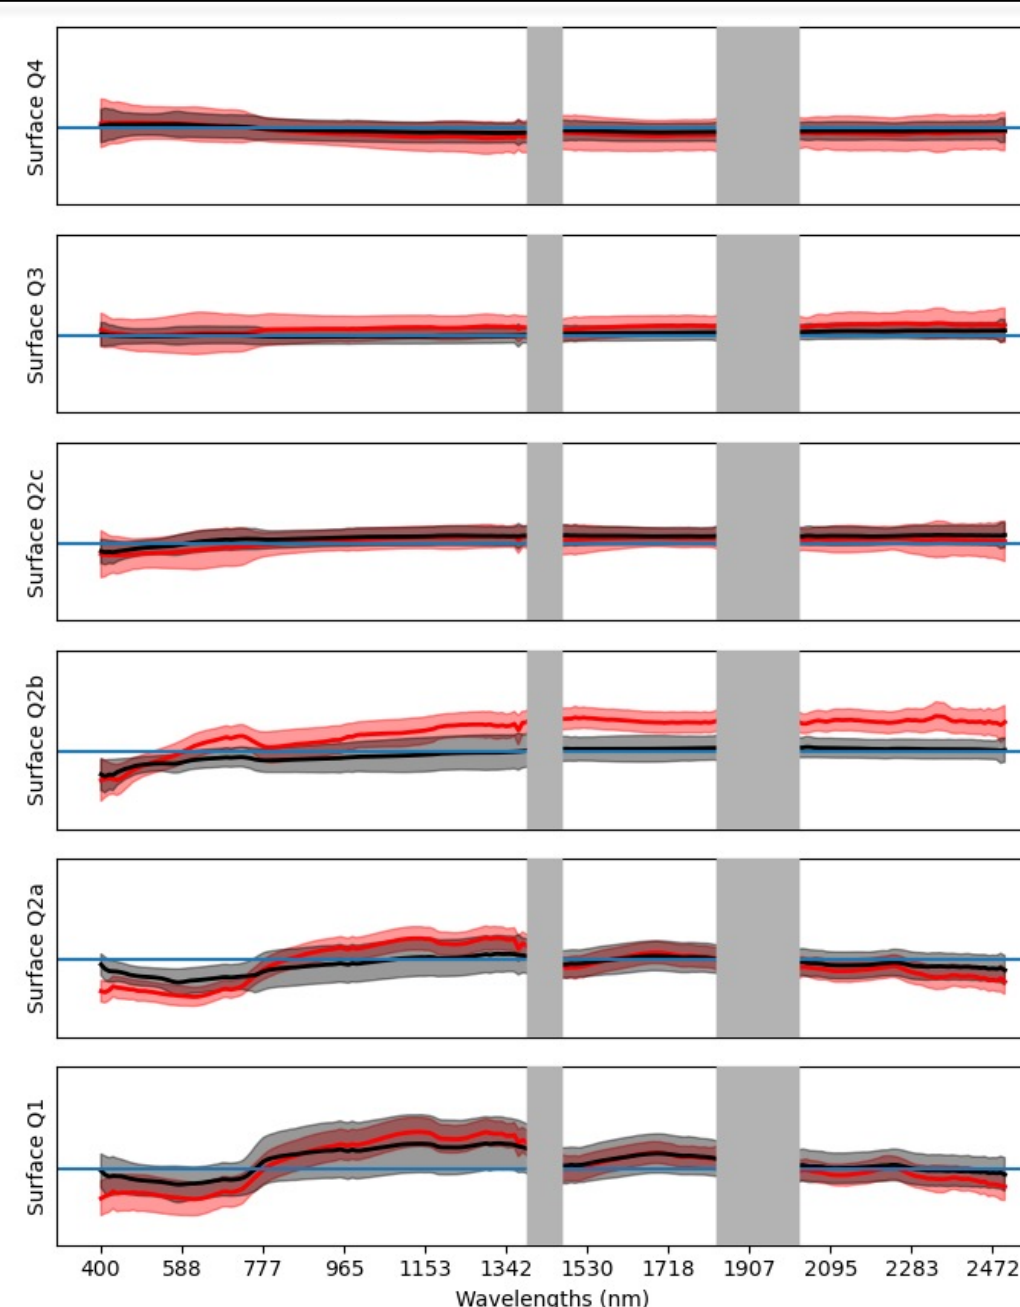 Surface Q4
Surface Q3
Surface Q2c
Surface Q2b
Surface Q2a
Surface Q1
400 588 777 965 1153 1342 1530 1718 1907 2095 2283 2472
Wavelengths (nm)